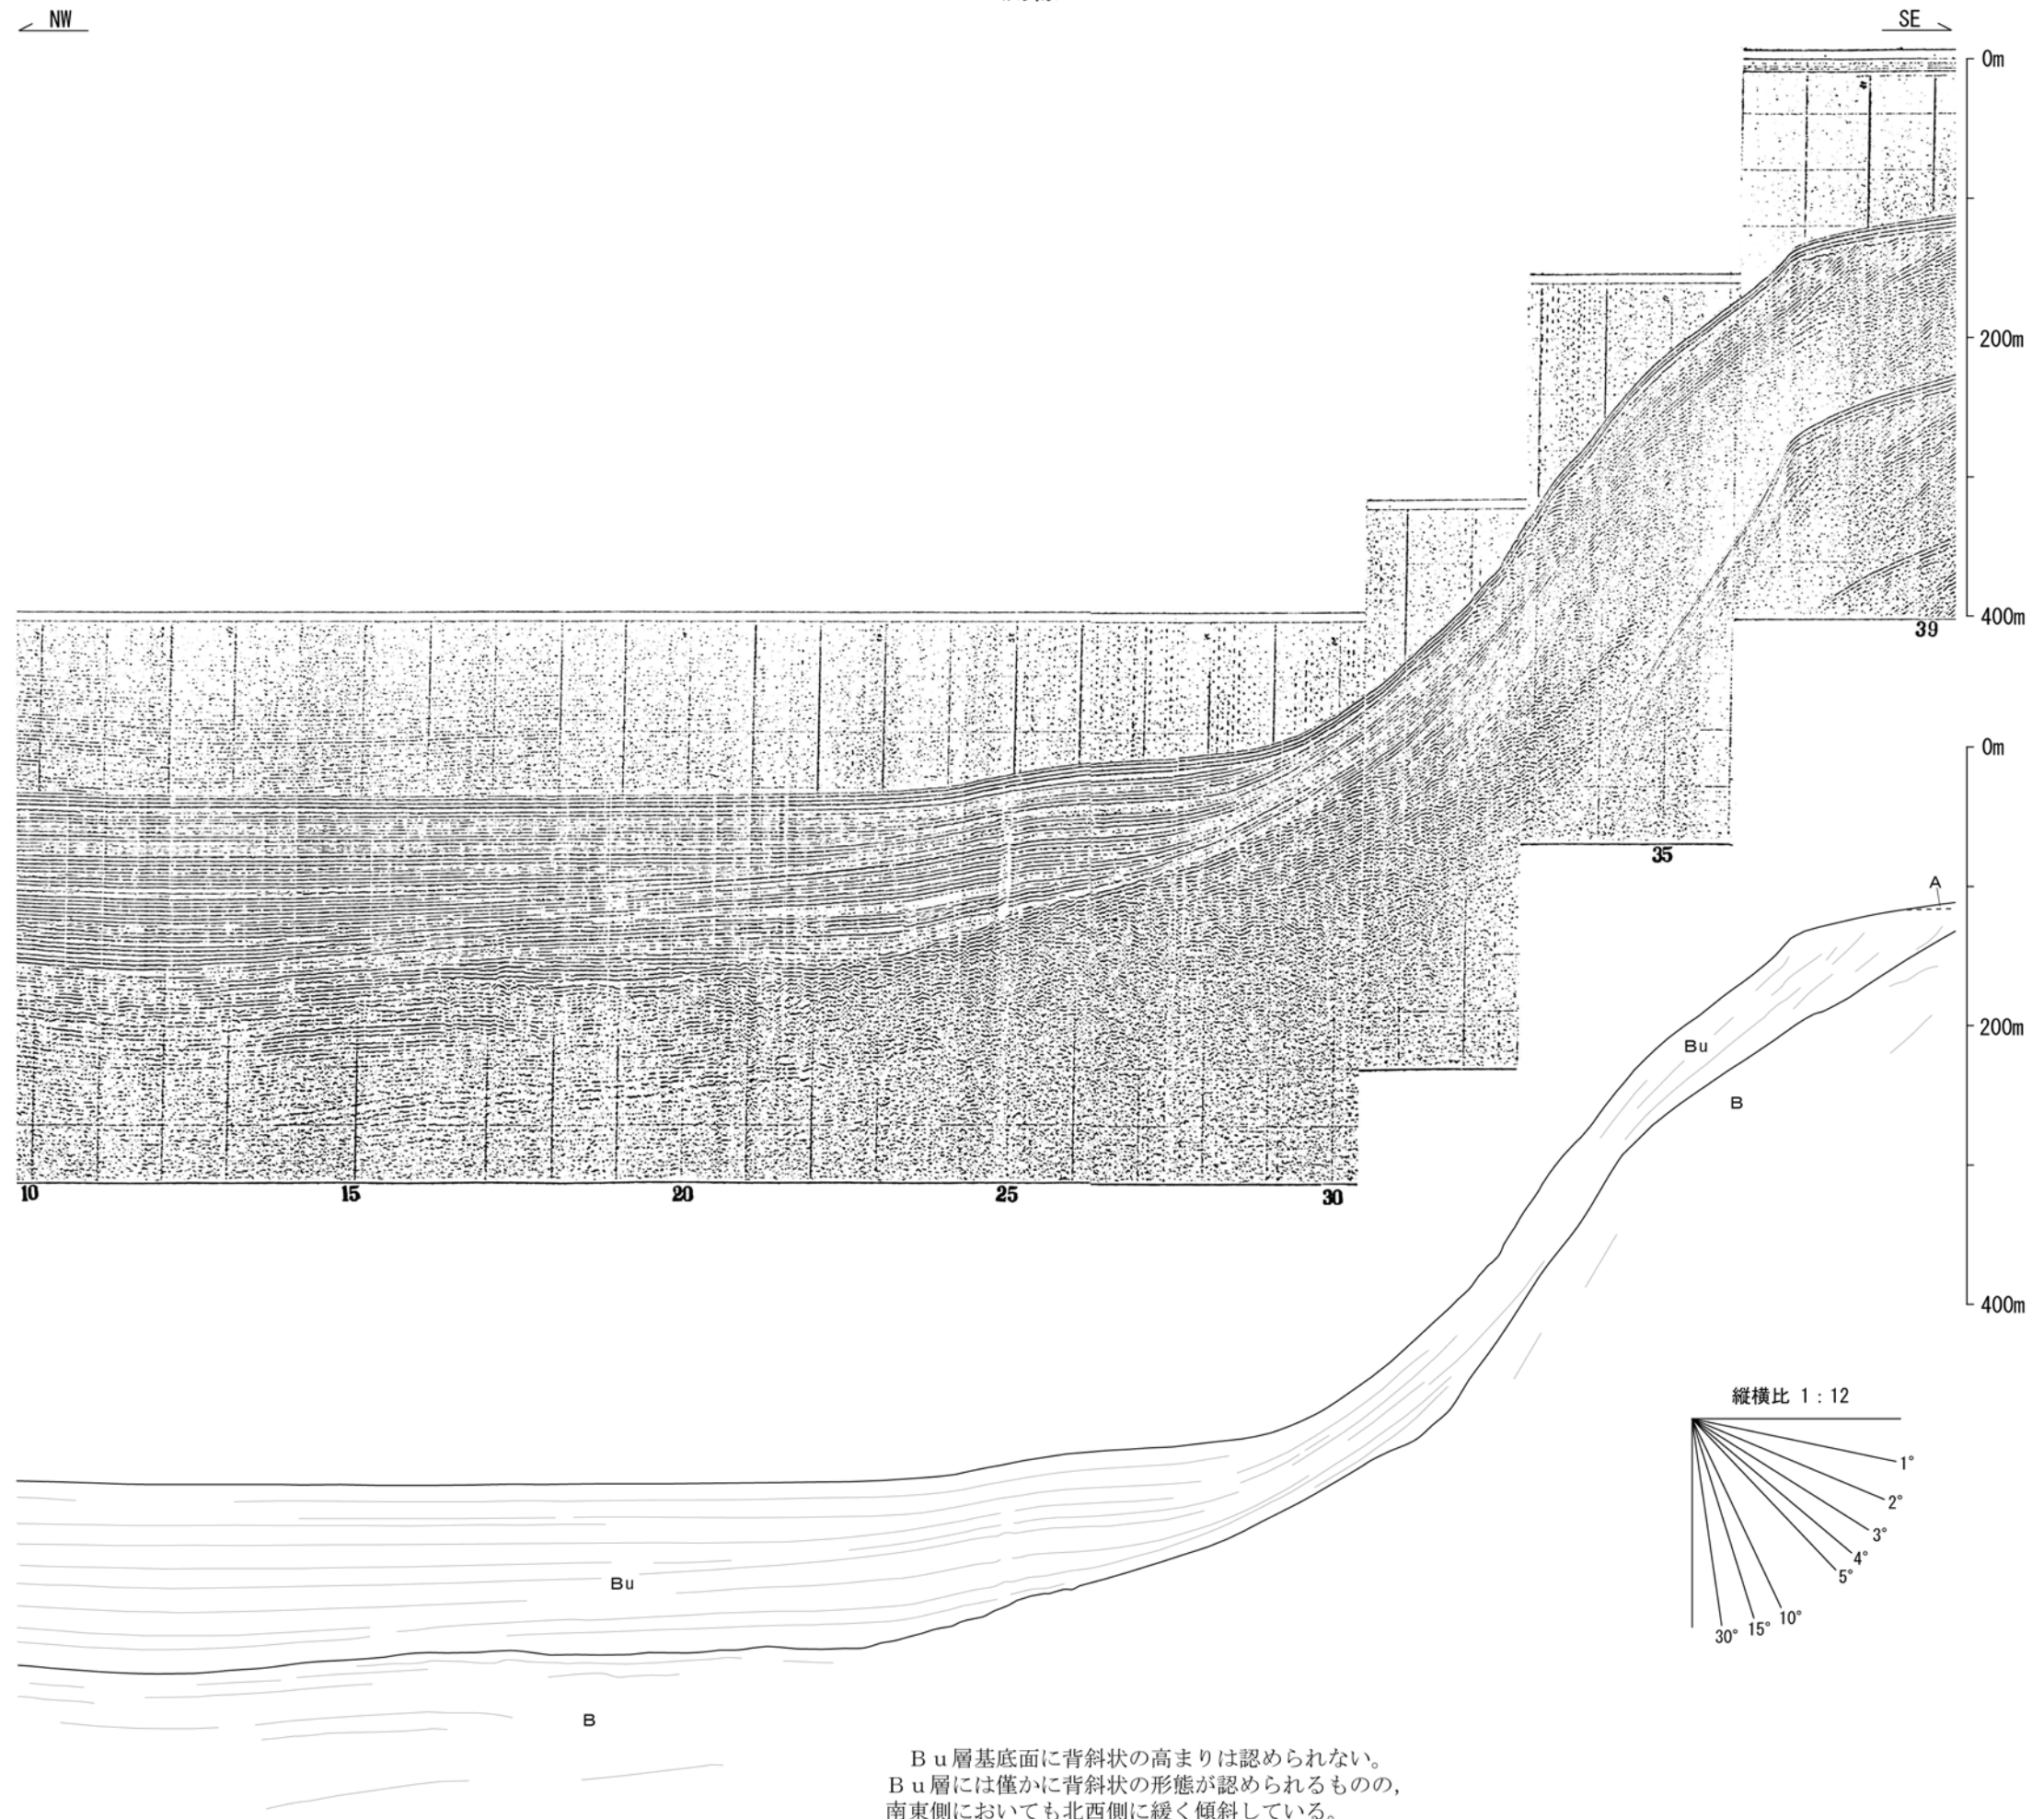 NW
SE
0m
200m
400m
39
0m
35
A
200m
Bu
B
10
15
20
25
30
400m
縦横比 1:12
1°
2°
3°
4°
5°
10°
15°
30°
Bu
B
Bu層基底面に背斜状の高まりは認められない。
Bu層には僅かに背斜状の形態が認められるものの,
南東側においても北西側に緩く傾斜している。